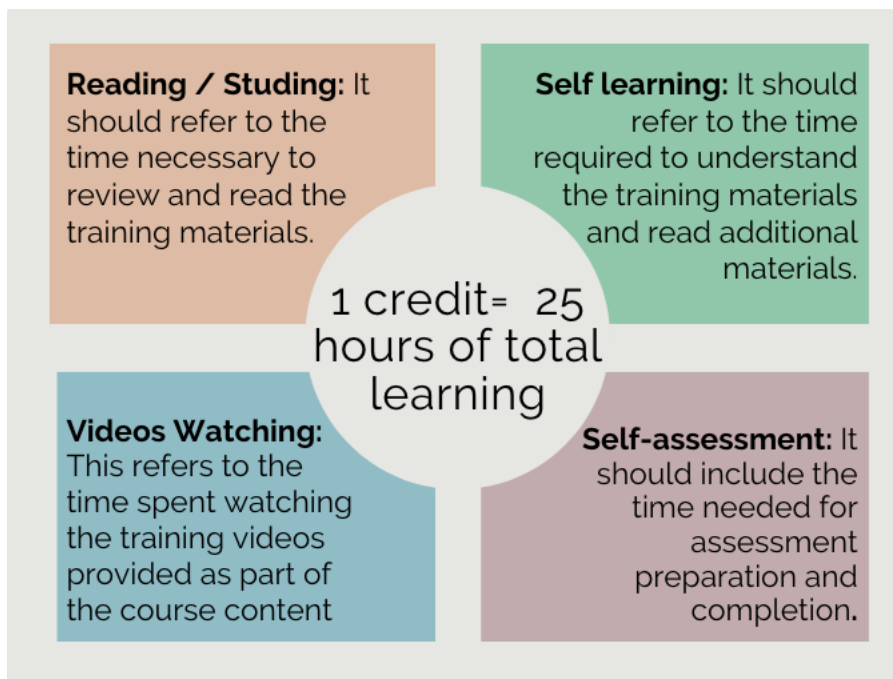 Reading / Studing: It
should refer to the
time necessary to
review and read the
training materials.
Self learning: It should
refer to the time
required to understand
the training materials
and read additional
materials.
1 credit= 25
hours of total
learning
Videos Watching:
This refers to the
time spent watching
the training videos
provided as part of
the course content
Self-assessment: It
should include the
time needed for
assessment
preparation and
completion.